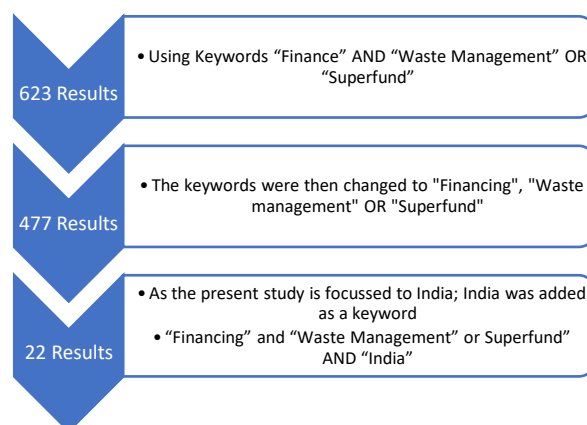 623 Results
• Using Keywords “Finance” AND “Waste Management” OR
“Superfund”
477 Results
• The keywords were then changed to "Financing", "Waste
management" OR "Superfund"
22 Results
• As the present study is focussed to India; India was added
as a keyword
• “Financing” and “Waste Management” or Superfund”
AND “India”